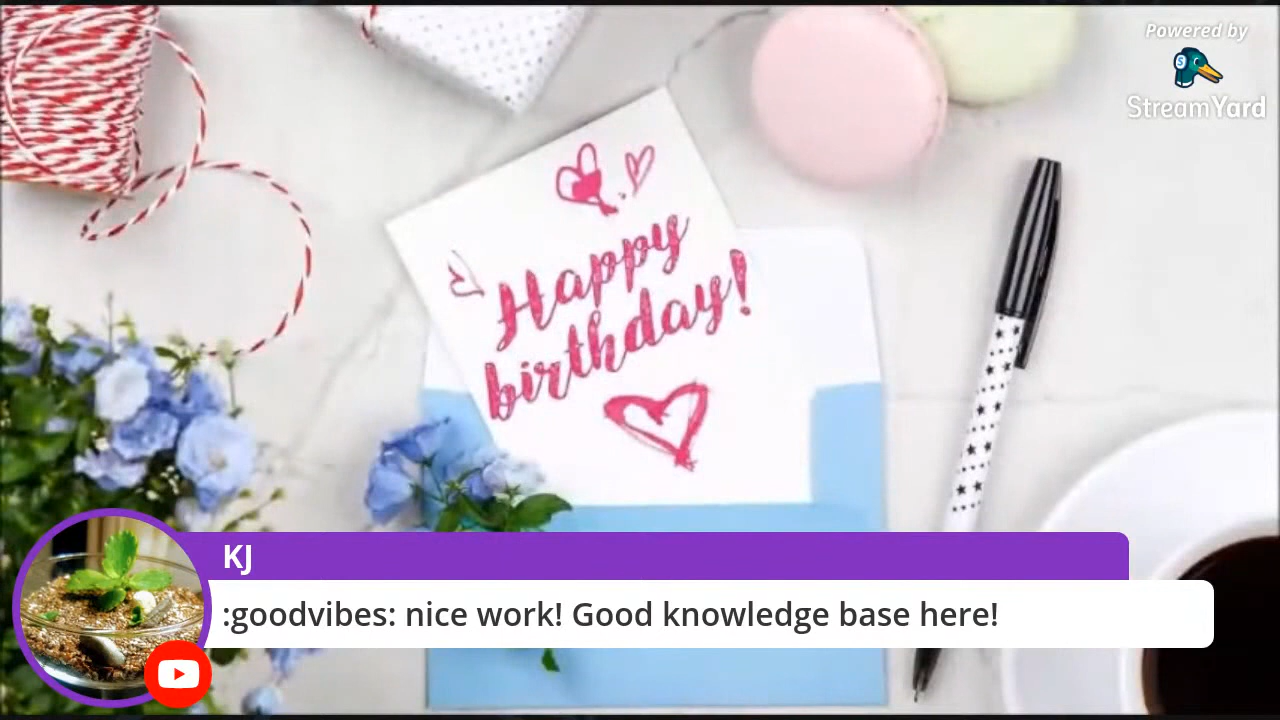 Powered by
StreamYard
Happy
birthday!
KJ
:goodvibes: nice work! Good knowledge base here!